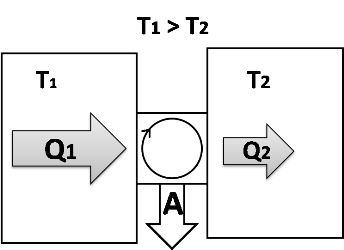 T₁ > T₂
T₁
T₂
Q₁
Q₂
A